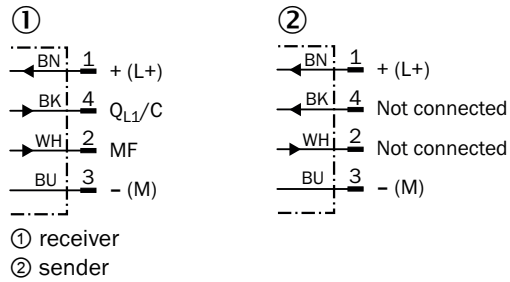 ①
BN 1 + (L+)
BK 4 QL1/C
WH 2 MF
BU 3 – (M)
②
BN 1 + (L+)
BK 4 Not connected
WH 2 Not connected
BU 3 – (M)
① receiver
② sender